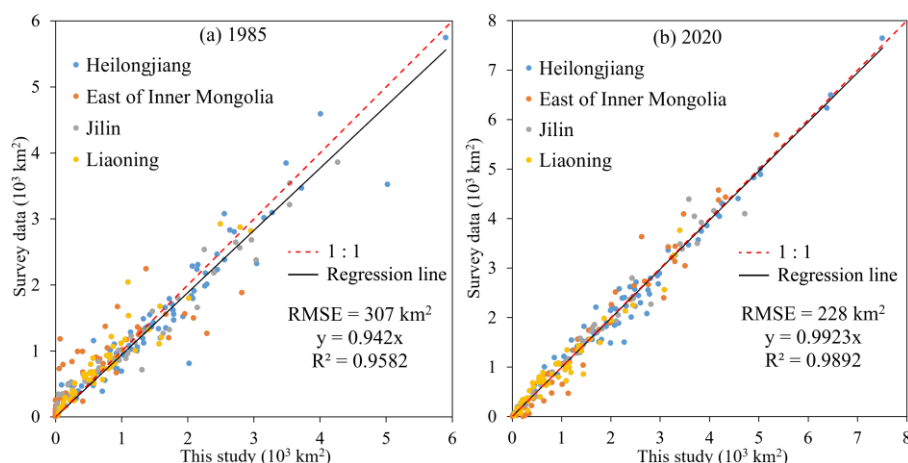 (a) 1985
Heilongjiang
East of Inner Mongolia
Jilin
Liaoning
1 : 1
Regression line
RMSE = 307 km²
y = 0.942x
R² = 0.9582
Survey data (10³ km²)
6
5
4
3
2
1
0
0 1 2 3 4 5 6
This study (10³ km²)
(b) 2020
Heilongjiang
East of Inner Mongolia
Jilin
Liaoning
1 : 1
Regression line
RMSE = 228 km²
y = 0.9923x
R² = 0.9892
Survey data (10³ km²)
8
7
6
5
4
3
2
1
0
0 1 2 3 4 5 6 7 8
This study (10³ km²)